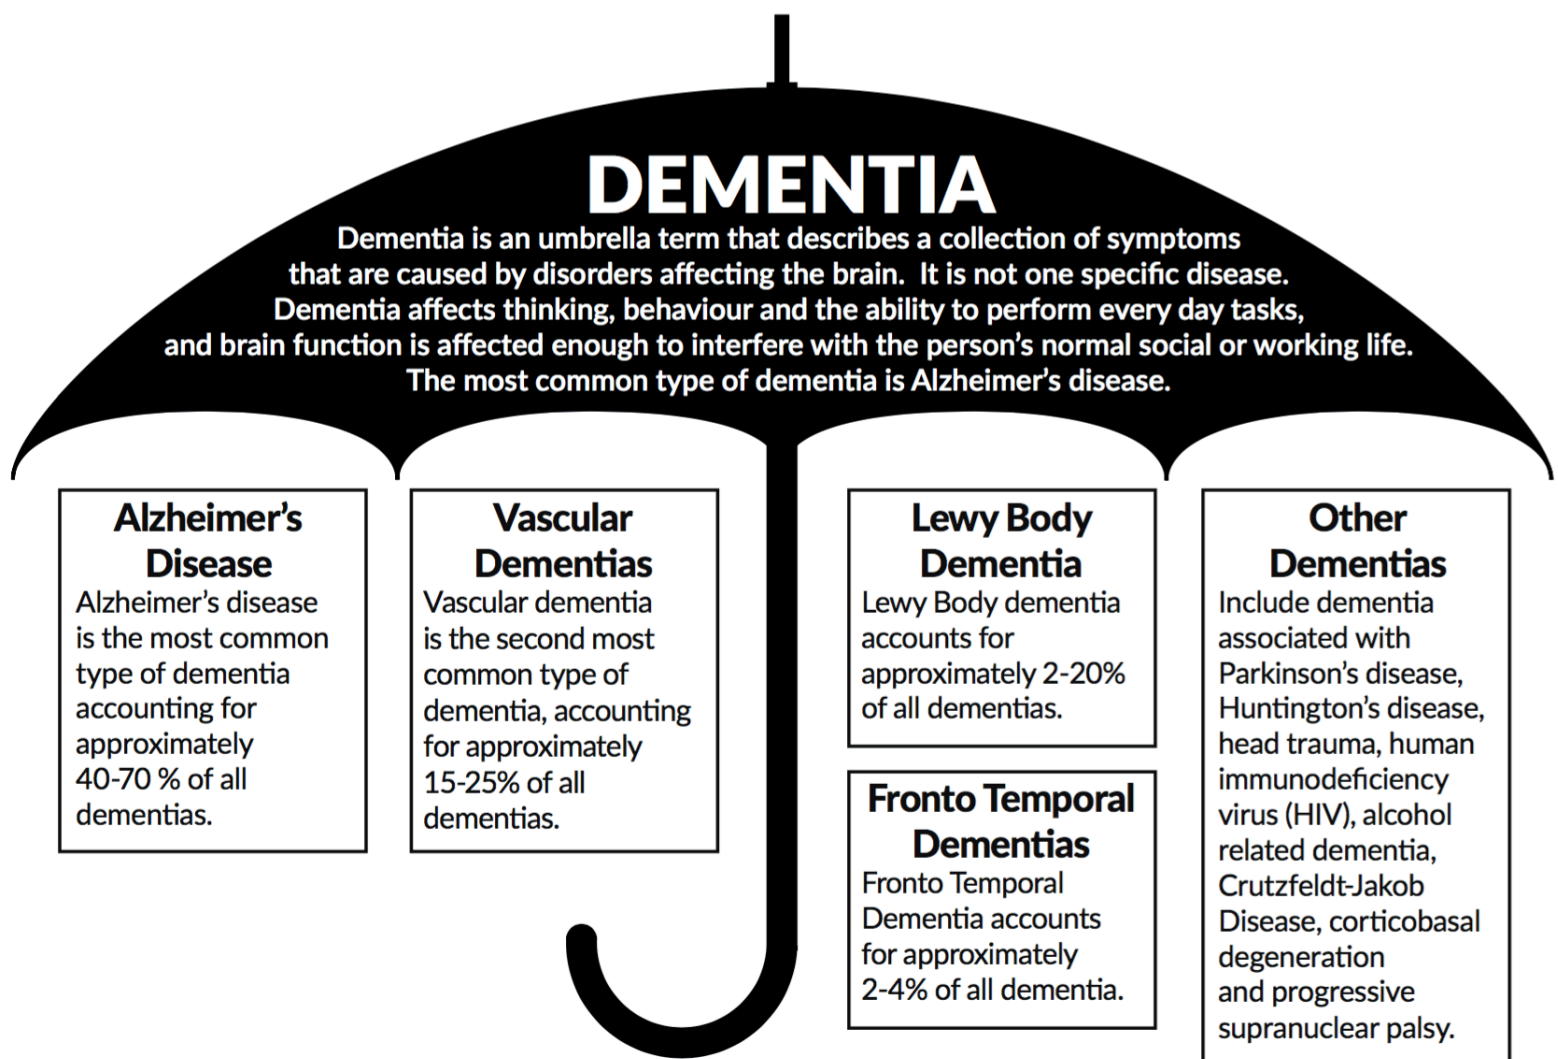 DEMENTIA
Dementia is an umbrella term that describes a collection of symptoms
that are caused by disorders affecting the brain.  It is not one specific disease.
Dementia affects thinking, behaviour and the ability to perform every day tasks,
and brain function is affected enough to interfere with the person's normal social or working life.
The most common type of dementia is Alzheimer's disease.
Alzheimer's
Disease
Alzheimer's disease
is the most common
type of dementia
accounting for
approximately
40-70 % of all
dementias.
Vascular
Dementias
Vascular dementia
is the second most
common type of
dementia, accounting
for approximately
15-25% of all
dementias.
Lewy Body
Dementia
Lewy Body dementia
accounts for
approximately 2-20%
of all dementias.
Fronto Temporal
Dementias
Fronto Temporal
Dementia accounts
for approximately
2-4% of all dementia.
Other
Dementias
Include dementia
associated with
Parkinson's disease,
Huntington's disease,
head trauma, human
immunodeficiency
virus (HIV), alcohol
related dementia,
Crutzfeldt-Jakob
Disease, corticobasal
degeneration
and progressive
supranuclear palsy.